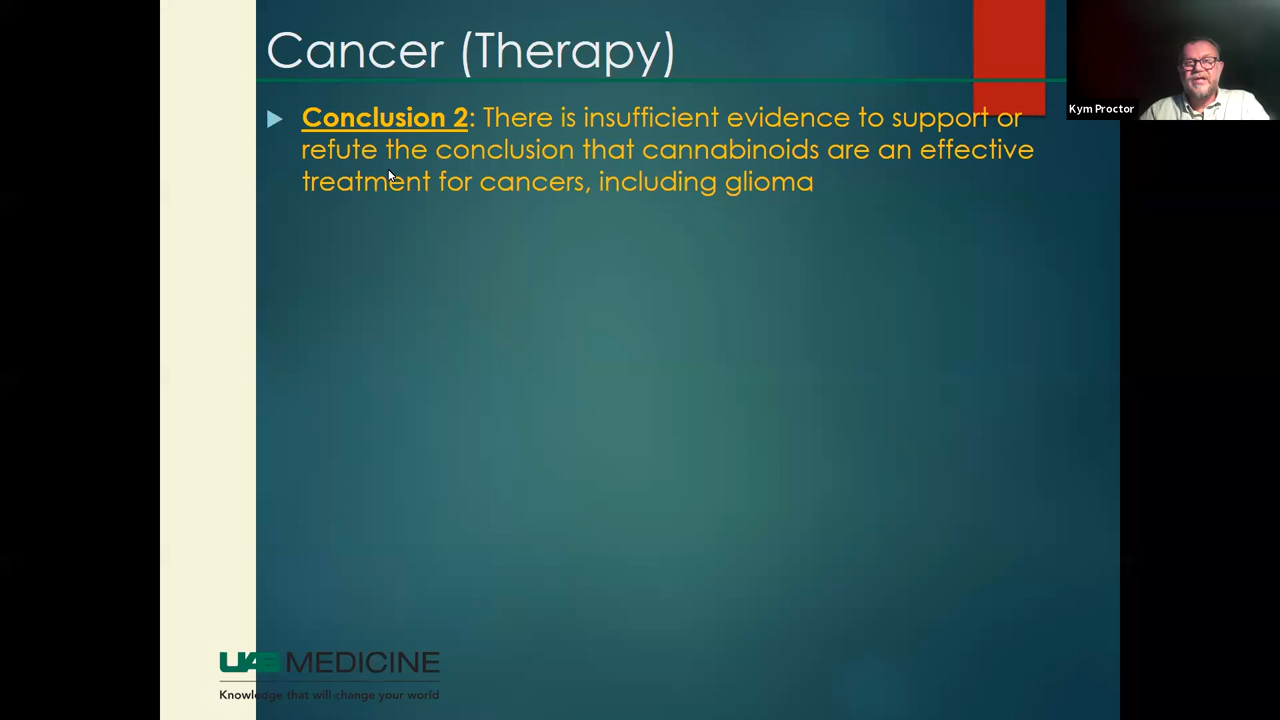 Cancer (Therapy)
Kym Proctor
Conclusion 2: There is insufficient evidence to support or
refute the conclusion that cannabinoids are an effective
treatment for cancers, including glioma
UAB MEDICINE
Knowledge that will change your world